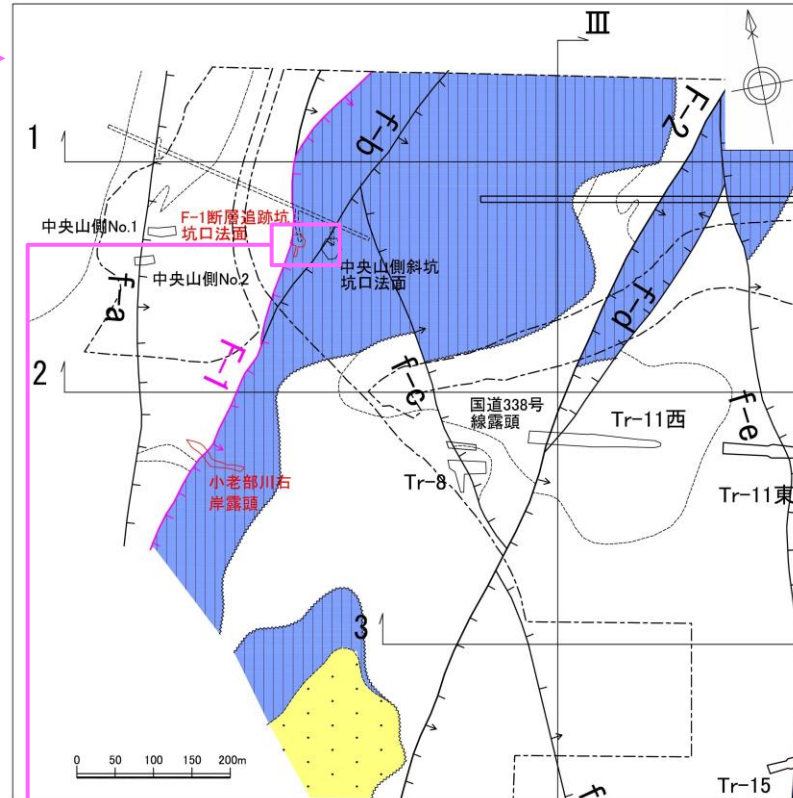 III
1
f-b
F-2
中央山側No.1
F-1断層追跡坑
坑口法面
中央山側No.2
中央山側斜坑
坑口法面
f-a
f-d
F-1
2
f-c
f-e
国道338号
線露頭
Tr-11西
Tr-8
Tr-11東
小老部川右
岸露頭
3
0 50 100 150 200m
Tr-15